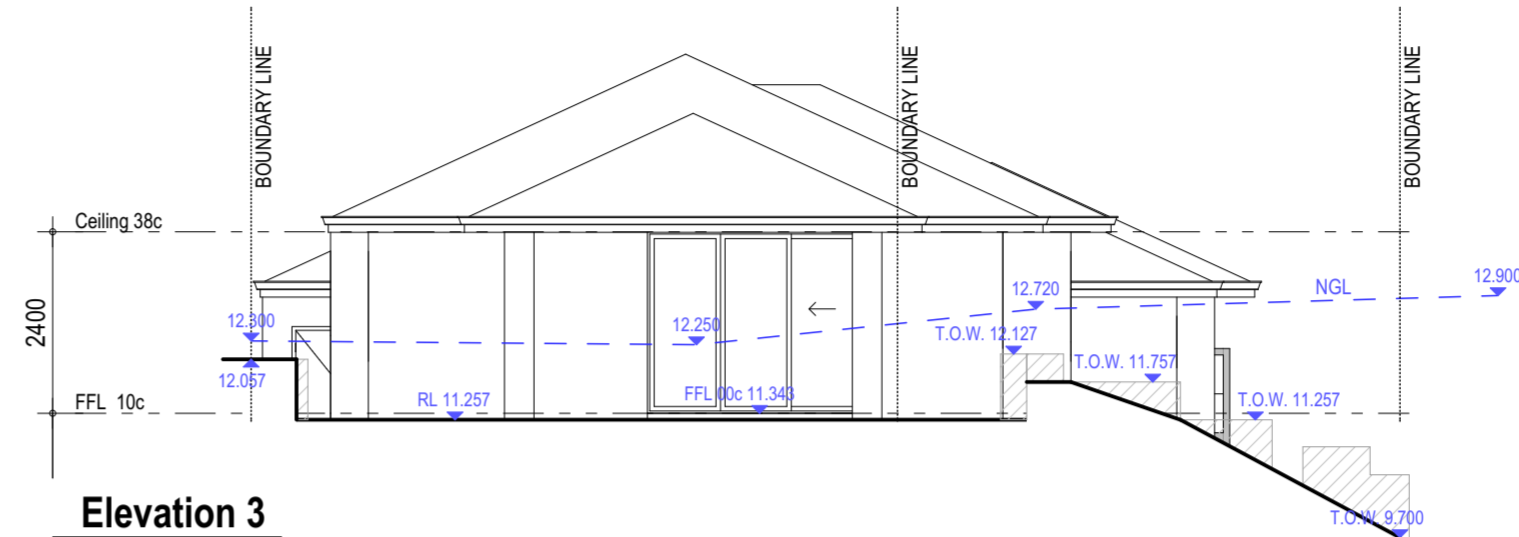 BOUNDARY LINE
BOUNDARY LINE
BOUNDARY LINE
Ceiling 38c
2400
12.900
NGL
12.720
12.300
12.250
T.O.W. 12.127
T.O.W. 11.757
12.057
FFL 10c
RL 11.257
FFL 00c 11.343
T.O.W. 11.257
Elevation 3
T.O.W. 9.700